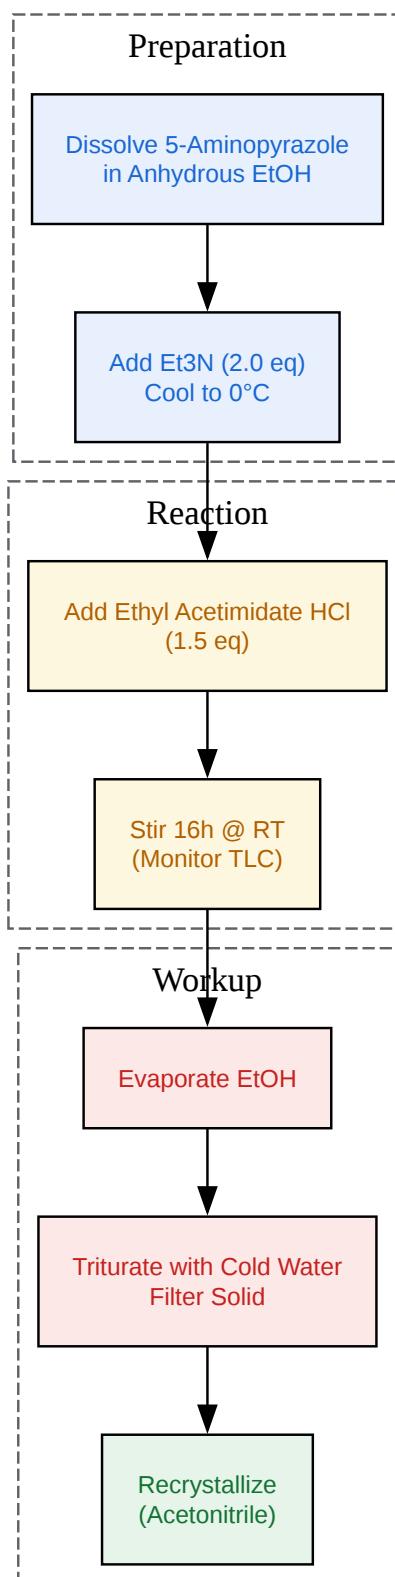 Preparation
Dissolve 5-Aminopyrazole
in Anhydrous EtOH
Add Et3N (2.0 eq)
Cool to 0°C
Reaction
Add Ethyl Acetimidate HCl
(1.5 eq)
Stir 16h @ RT
(Monitor TLC)
Workup
Evaporate EtOH
Triturate with Cold Water
Filter Solid
Recrystallize
(Acetonitrile)